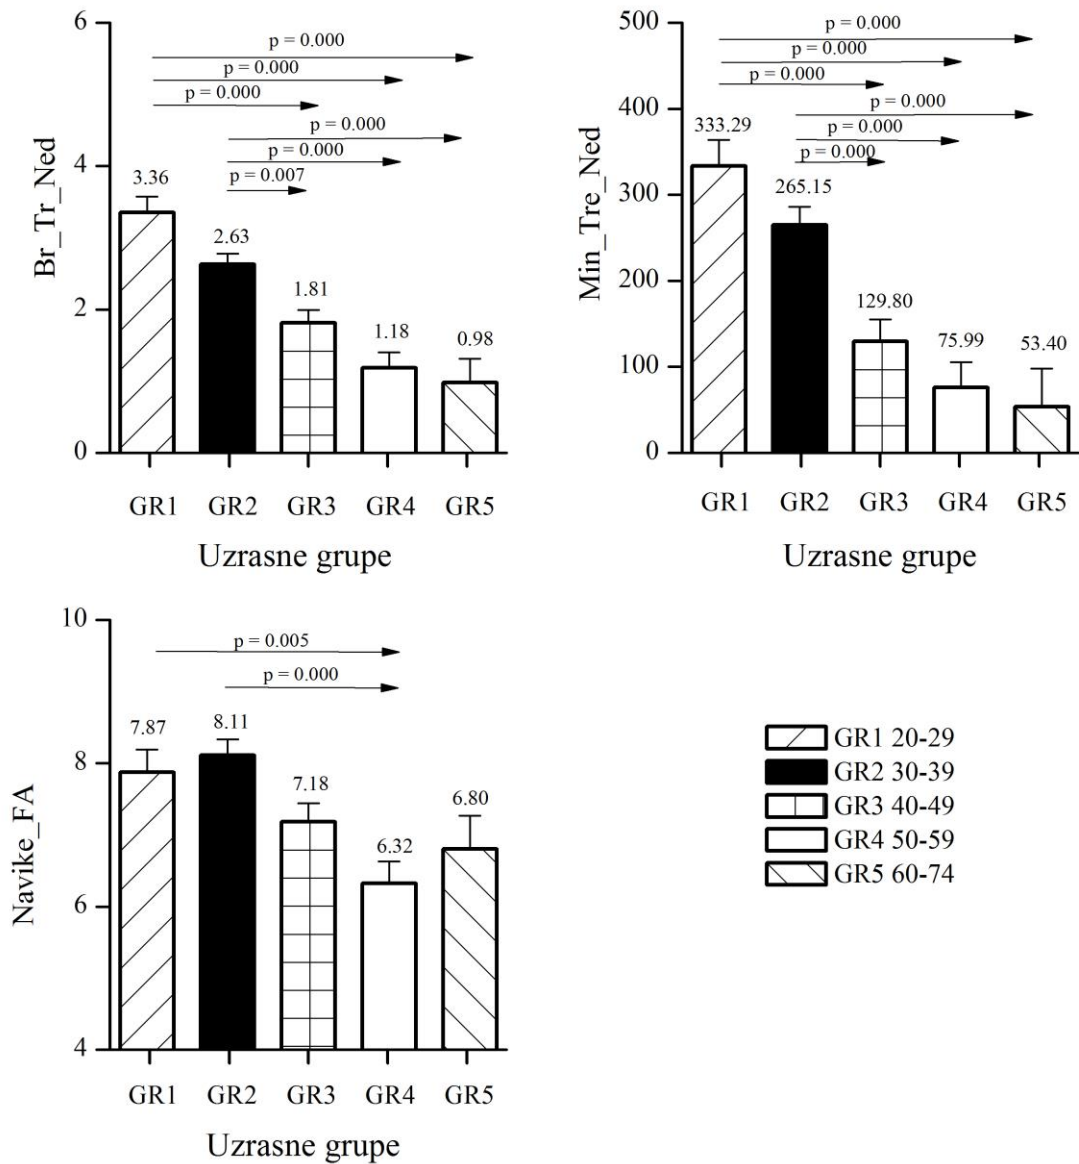 Br_Tr_Ned
6
4
2
0
p = 0.000
p = 0.000
p = 0.000
p = 0.000
p = 0.000
p = 0.007
3.36
2.63
1.81
1.18
0.98
GR1 GR2 GR3 GR4 GR5
Uzrasne grupe
Min_Tre_Ned
500
400
300
200
100
0
p = 0.000
p = 0.000
p = 0.000
p = 0.000
p = 0.000
p = 0.000
333.29
265.15
129.80
75.99
53.40
GR1 GR2 GR3 GR4 GR5
Uzrasne grupe
Navike_FA
10
8
6
4
p = 0.005
p = 0.000
7.87
8.11
7.18
6.32
6.80
GR1 GR2 GR3 GR4 GR5
Uzrasne grupe
GR1 20-29
GR2 30-39
GR3 40-49
GR4 50-59
GR5 60-74